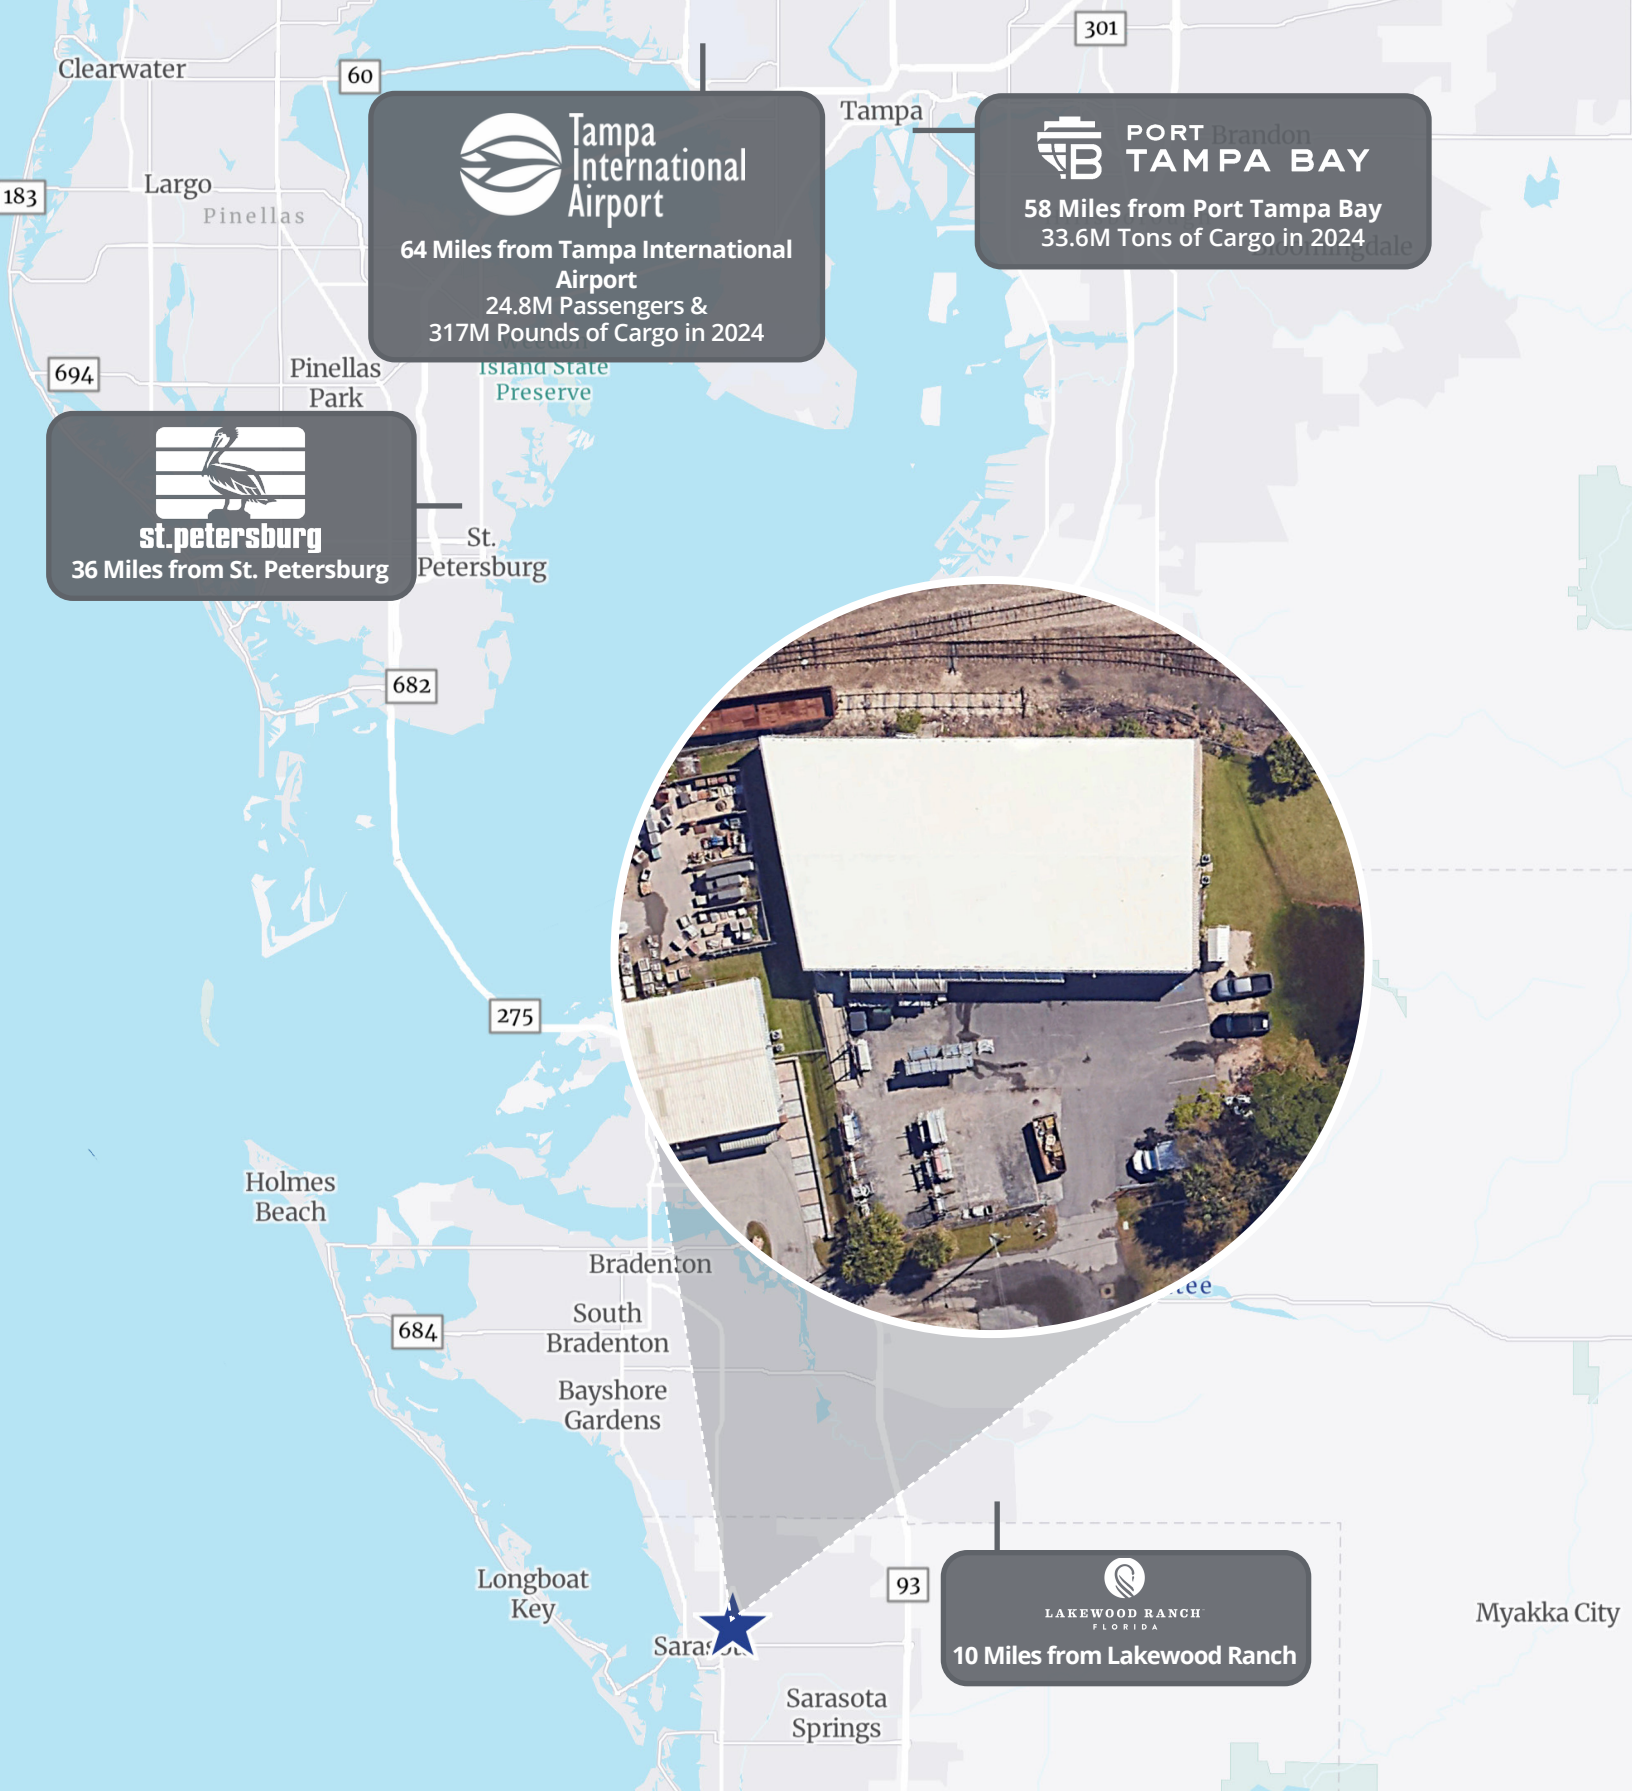 301
Clearwater
60
Tampa
Tampa
International
Airport
64 Miles from Tampa International
Airport
24.8M Passengers &
317M Pounds of Cargo in 2024
PORT
TAMPA BAY
Brandon
58 Miles from Port Tampa Bay
33.6M Tons of Cargo in 2024
183
Largo
Pinellas
694
Pinellas
Park
Island State
Preserve
st.petersburg
36 Miles from St. Petersburg
St.
Petersburg
682
275
Holmes
Beach
Bradenton
South
Bradenton
684
Bayshore
Gardens
Longboat
Key
93
LAKEWOOD RANCH
FLORIDA
10 Miles from Lakewood Ranch
Myakka City
Sarasota
Springs